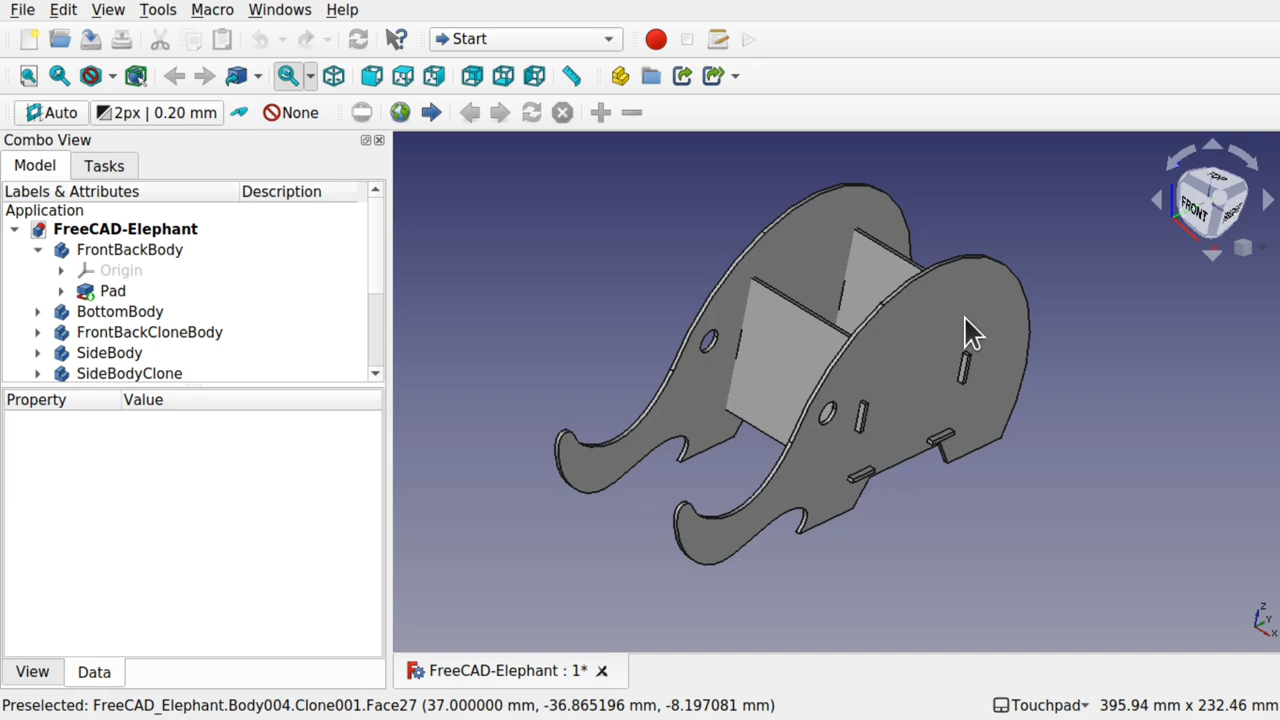 File Edit View Tools Macro Windows Help
Start
Auto 2px | 0.20 mm None
Combo View
Model Tasks
Labels & Attributes Description
Application
FreeCAD-Elephant
FrontBackBody
Origin
Pad
BottomBody
FrontBackCloneBody
SideBody
SideBodyClone
Property Value
View Data
TOP
FRONT
RIGHT
Z
Y
X
FreeCAD-Elephant : 1*
Preselected: FreeCAD_Elephant.Body004.Clone001.Face27 (37.000000 mm, -36.865196 mm, -8.197081 mm)
Touchpad 395.94 mm x 232.46 mm